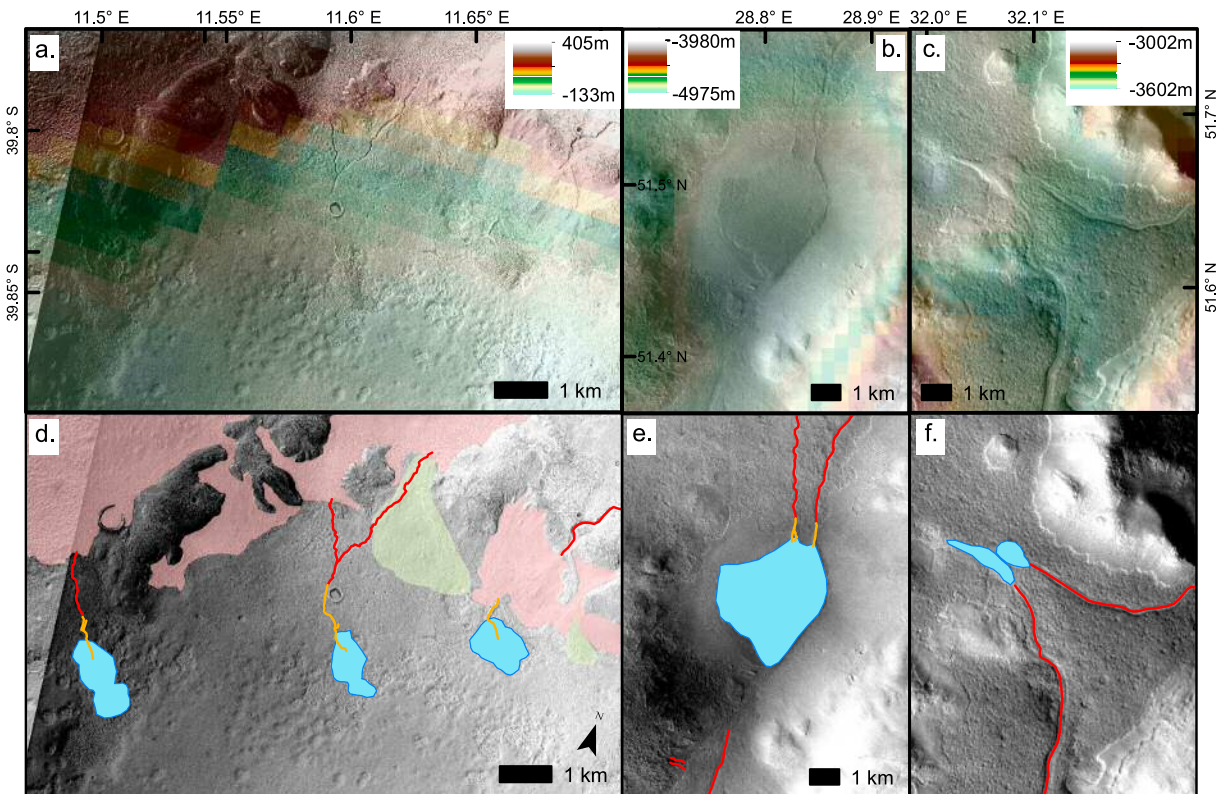 11.5° E 11.55° E 11.6° E 11.65° E 28.8° E 28.9° E 32.0° E 32.1° E
a. 405m -133m
-3980m -4975m b.
c. -3002m -3602m
39.8° S
39.85° S
51.5° N
51.4° N
51.7° N
51.6° N
1 km
1 km
1 km
d.
e.
f.
N
1 km
1 km
1 km